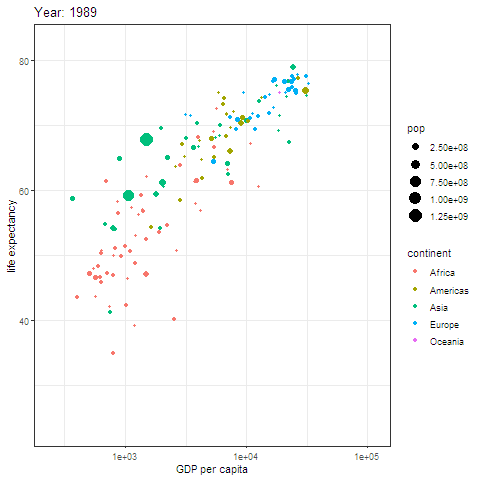 Year: 1989
80
60
40
life expectancy
1e+03
1e+04
1e+05
GDP per capita
pop
2.50e+08
5.00e+08
7.50e+08
1.00e+09
1.25e+09
continent
Africa
Americas
Asia
Europe
Oceania